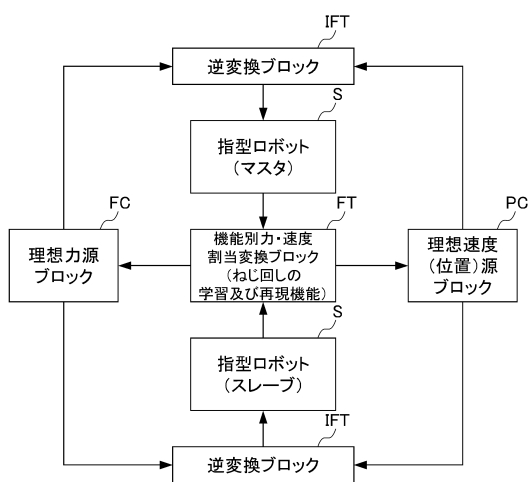 IFT
逆変換ブロック
S
指型ロボット
(マスタ)
FC
理想力源
ブロック
FT
機能別力・速度
割当変換ブロック
(ねじ回しの
学習及び再現機能)
PC
理想速度
(位置)源
ブロック
S
指型ロボット
(スレーブ)
IFT
逆変換ブロック